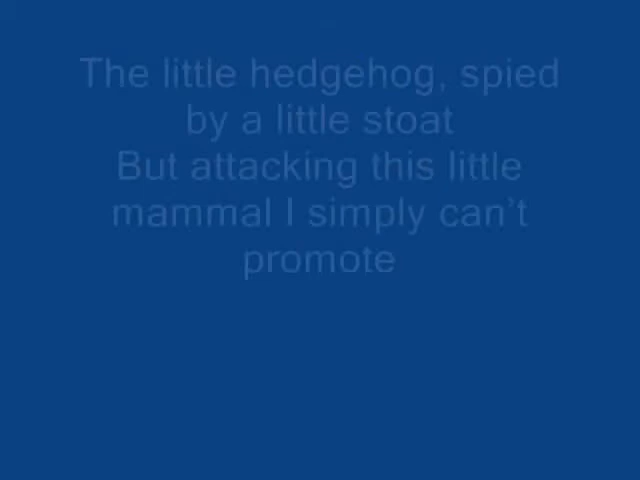 The little hedgehog, spied
by a little stoat
But attacking this little
mammal I simply can’t
promote